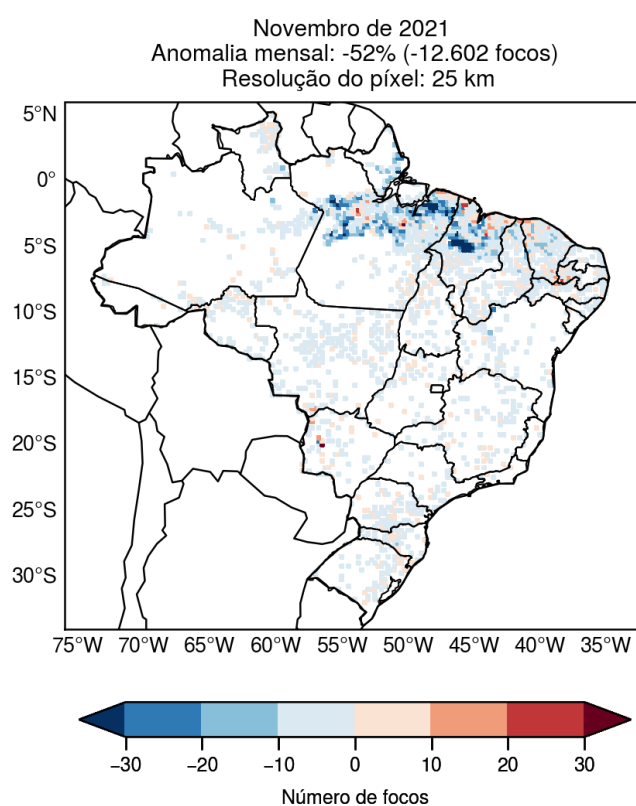 Novembro de 2021
Anomalia mensal: -52% (-12.602 focos)
Resolução do píxel: 25 km
5°N
0°
5°S
10°S
15°S
20°S
25°S
30°S
75°W 70°W 65°W 60°W 55°W 50°W 45°W 40°W 35°W
−30 −20 −10 0 10 20 30
Número de focos